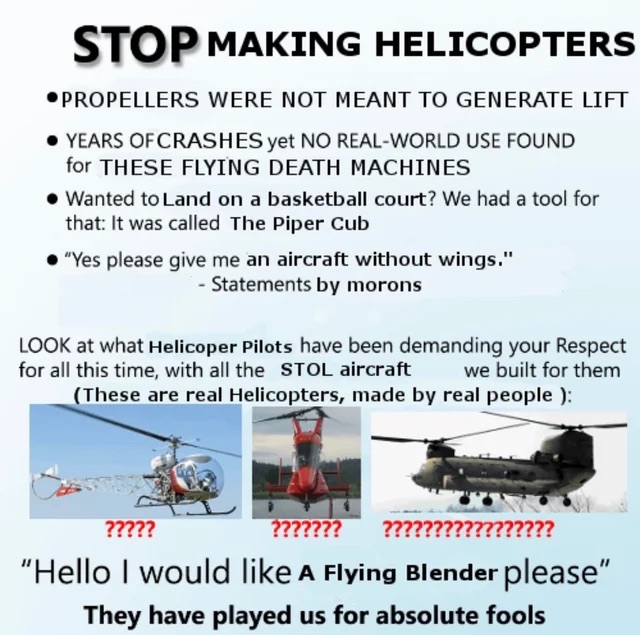 STOP MAKING HELICOPTERS
•PROPELLERS WERE NOT MEANT TO GENERATE LIFT
• YEARS OF CRASHES yet NO REAL-WORLD USE FOUND
for THESE FLYING DEATH MACHINES
• Wanted to Land on a basketball court? We had a tool for
that: It was called The Piper Cub
• “Yes please give me an aircraft without wings."
- Statements by morons
LOOK at what Helicoper Pilots have been demanding your Respect
for all this time, with all the STOL aircraft we built for them
(These are real Helicopters, made by real people ):
????? ??????? ?????????????????
“Hello I would like A Flying Blender please”
They have played us for absolute fools